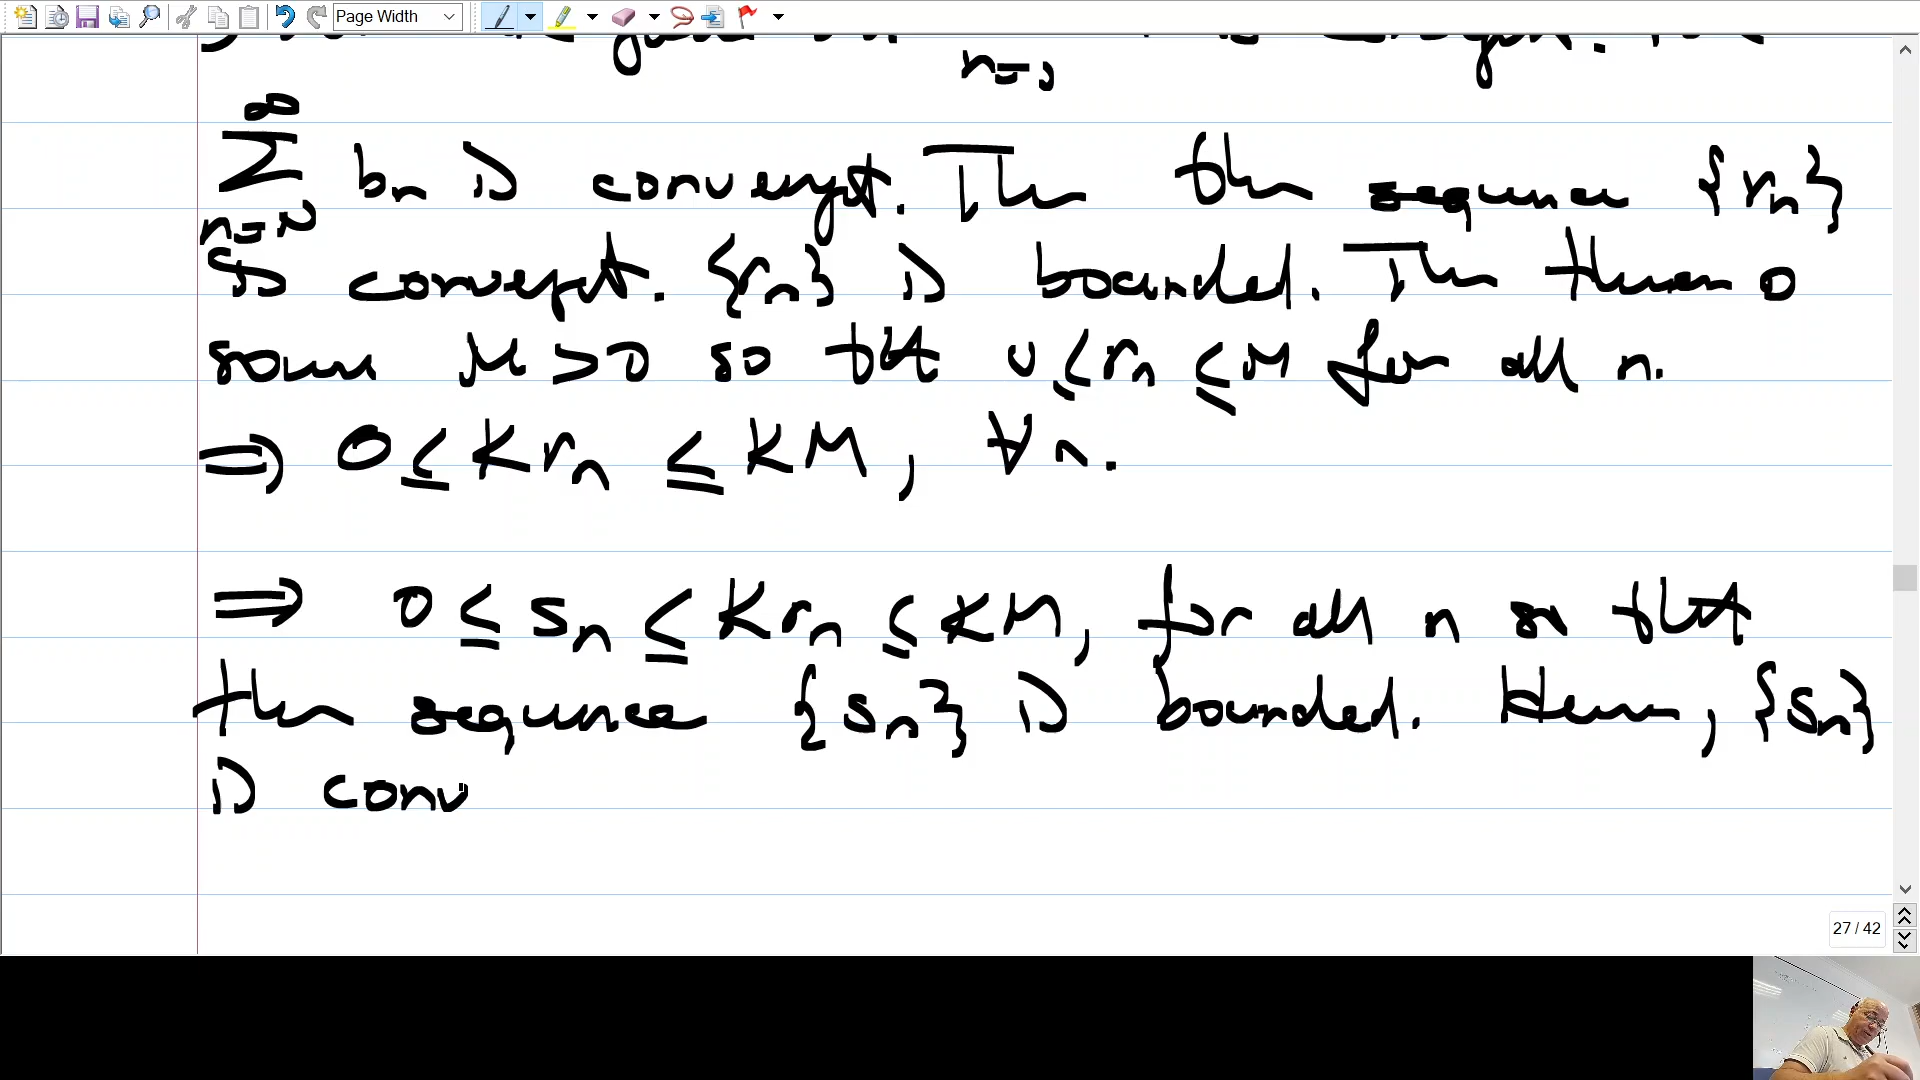 Page Width
n=1
∞
Σ bn is convergent. Then the sequence {rn}
n=N
is convergent. {rn} is bounded. Then there is
some M>0 so that 0≤rn≤M for all n.
⇒ 0≤Krn≤KM, ∀n.
⇒ 0≤sn≤Krn≤KM, for all n so that
the sequence {sn} is bounded. Hence, {sn}
is conv
27 / 42